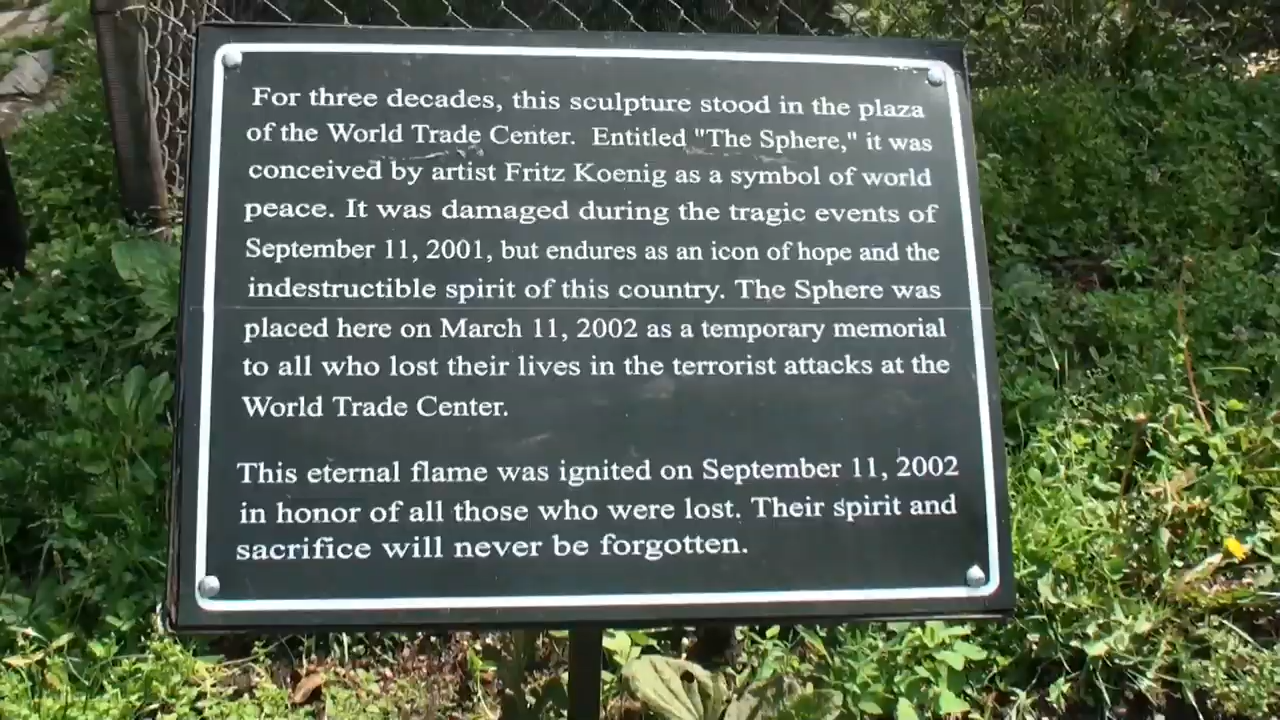 For three decades, this sculpture stood in the plaza
of the World Trade Center. Entitled "The Sphere," it was
conceived by artist Fritz Koenig as a symbol of world
peace. It was damaged during the tragic events of
September 11, 2001, but endures as an icon of hope and the
indestructible spirit of this country. The Sphere was
placed here on March 11, 2002 as a temporary memorial
to all who lost their lives in the terrorist attacks at the
World Trade Center.
This eternal flame was ignited on September 11, 2002
in honor of all those who were lost. Their spirit and
sacrifice will never be forgotten.